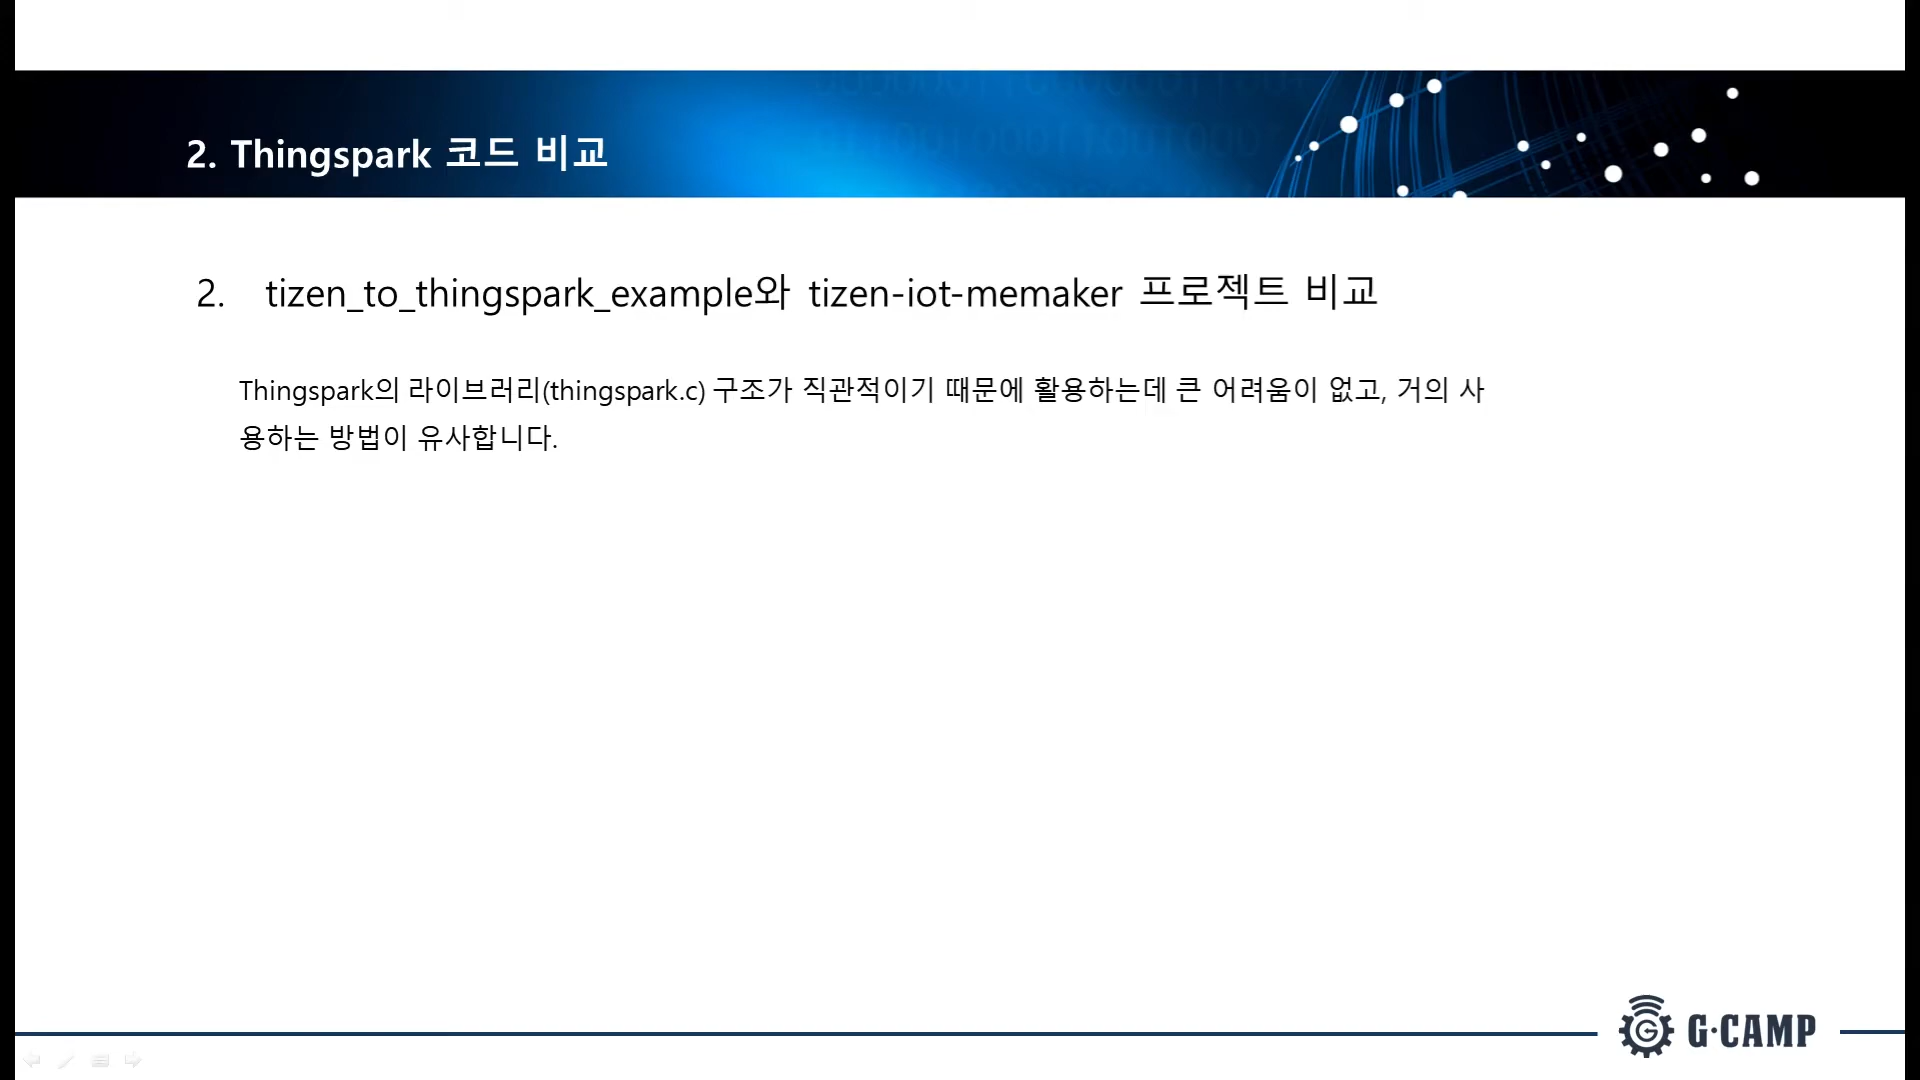 2. Thingspark 코드 비교
2. tizen_to_thingspark_example와 tizen-iot-memaker 프로젝트 비교
Thingspark의 라이브러리(thingspark.c) 구조가 직관적이기 때문에 활용하는데 큰 어려움이 없고, 거의 사
용하는 방법이 유사합니다.
G·CAMP